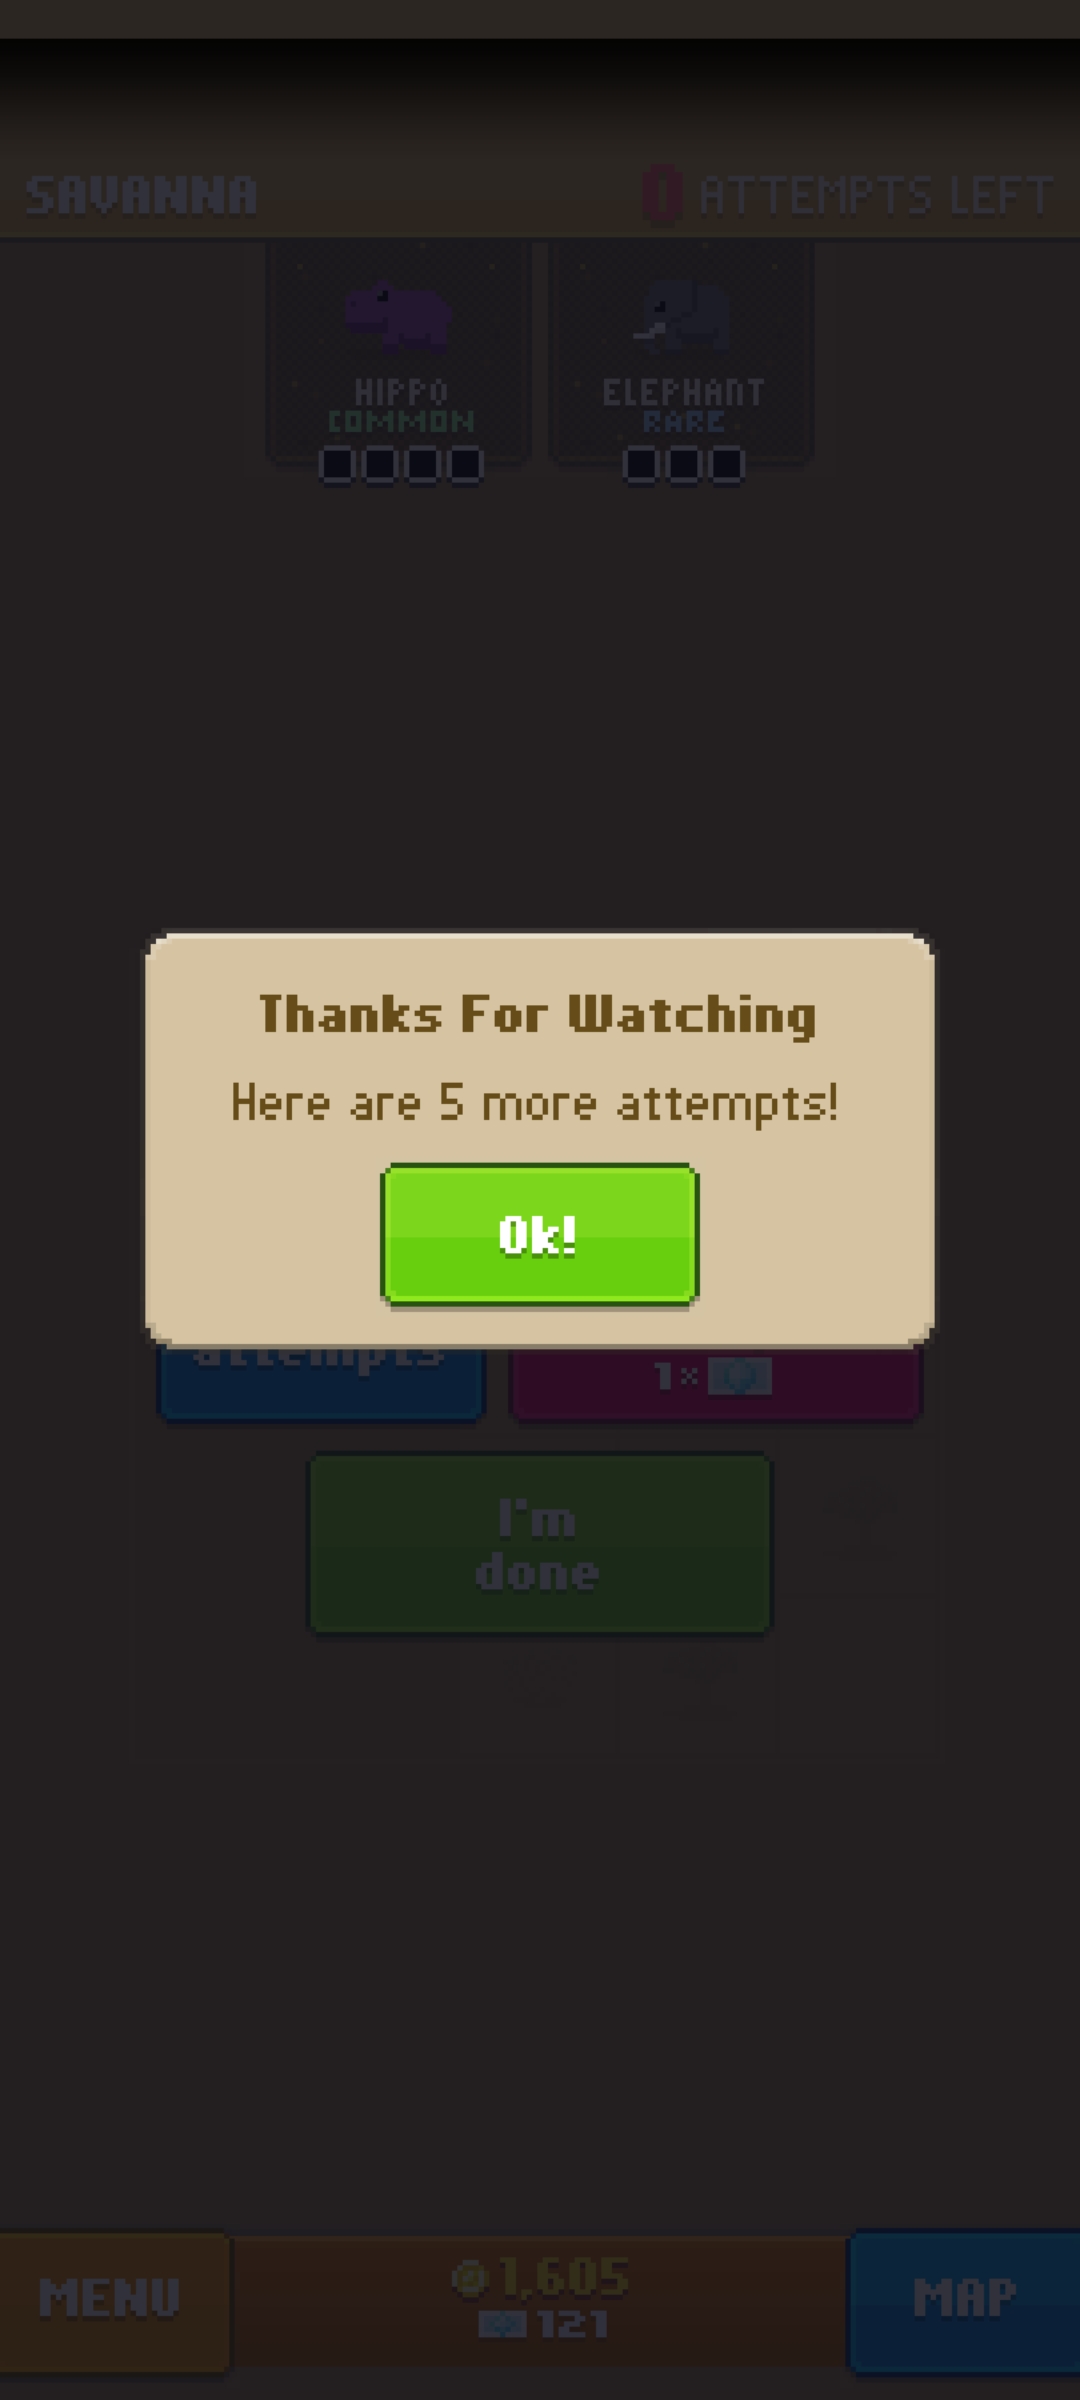 SAVANNA
0 ATTEMPTS LEFT
HIPPO
COMMON
ELEPHANT
RARE
Thanks For Watching
Here are 5 more attempts!
Ok!
attempts
1×
I'm
done
MENU
1,605
121
MAP